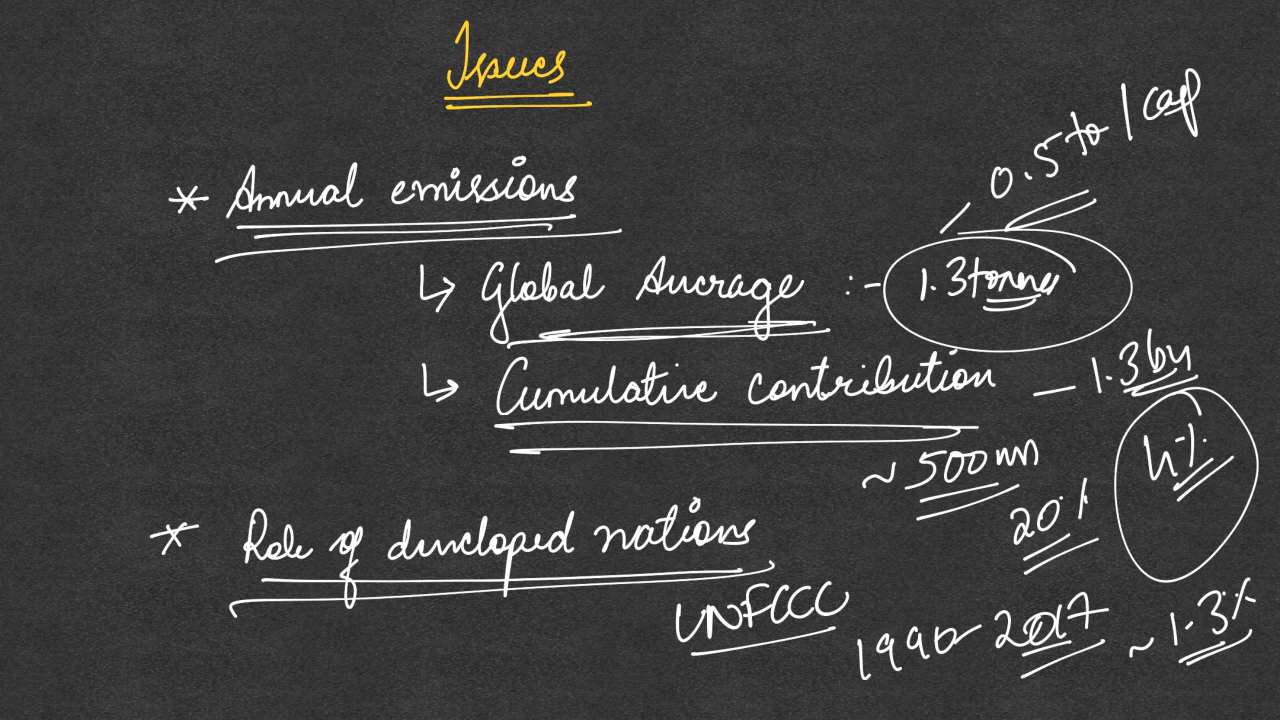 Issues
0.5 to 1 cap
* Annual emissions
↳ Global Average :- 1.3 tonnes
↳ Cumulative contribution — 1.3 bn
4%
~ 500 mn
20%
* Role of developed nations
UNFCCC
1990-2017 ~ 1.3%